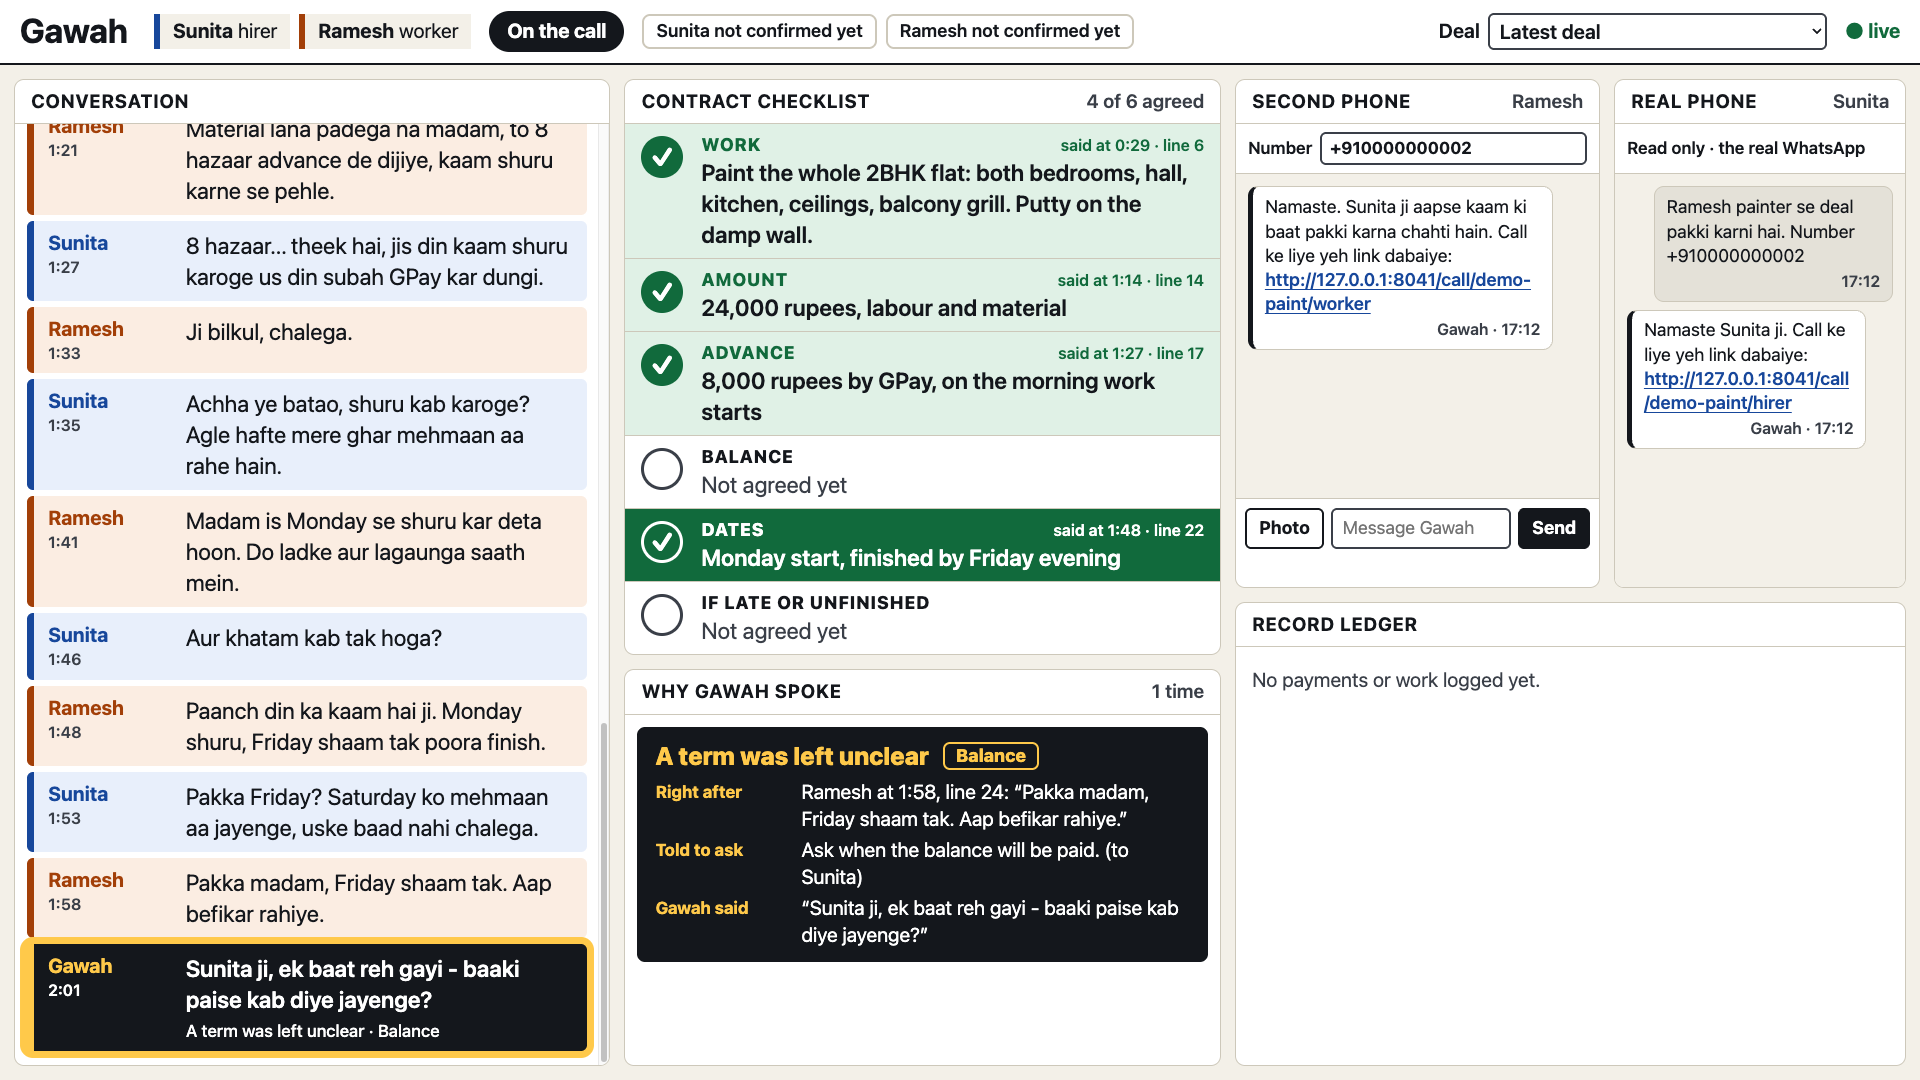 Gawah
Sunita hirer
Ramesh worker
On the call
Sunita not confirmed yet
Ramesh not confirmed yet
Deal
Latest deal
live
CONVERSATION
Ramesh
1:21
Material lana padega na madam, to 8
hazaar advance de dijiye, kaam shuru
karne se pehle.
Sunita
1:27
8 hazaar... theek hai, jis din kaam shuru
karoge us din subah GPay kar dungi.
Ramesh
1:33
Ji bilkul, chalega.
Sunita
1:35
Achha ye batao, shuru kab karoge?
Agle hafte mere ghar mehmaan aa
rahe hain.
Ramesh
1:41
Madam is Monday se shuru kar deta
hoon. Do ladke aur lagaunga saath
mein.
Sunita
1:46
Aur khatam kab tak hoga?
Ramesh
1:48
Paanch din ka kaam hai ji. Monday
shuru, Friday shaam tak poora finish.
Sunita
1:53
Pakka Friday? Saturday ko mehmaan
aa jayenge, uske baad nahi chalega.
Ramesh
1:58
Pakka madam, Friday shaam tak. Aap
befikar rahiye.
Gawah
2:01
Sunita ji, ek baat reh gayi - baaki
paise kab diye jayenge?
A term was left unclear · Balance
CONTRACT CHECKLIST
4 of 6 agreed
WORK
said at 0:29 · line 6
Paint the whole 2BHK flat: both bedrooms, hall,
kitchen, ceilings, balcony grill. Putty on the
damp wall.
AMOUNT
said at 1:14 · line 14
24,000 rupees, labour and material
ADVANCE
said at 1:27 · line 17
8,000 rupees by GPay, on the morning work
starts
BALANCE
Not agreed yet
DATES
said at 1:48 · line 22
Monday start, finished by Friday evening
IF LATE OR UNFINISHED
Not agreed yet
WHY GAWAH SPOKE
1 time
A term was left unclear
Balance
Right after
Ramesh at 1:58, line 24: “Pakka madam,
Friday shaam tak. Aap befikar rahiye.”
Told to ask
Ask when the balance will be paid. (to
Sunita)
Gawah said
“Sunita ji, ek baat reh gayi - baaki paise kab
diye jayenge?”
SECOND PHONE
Ramesh
Number
+910000000002
Namaste. Sunita ji aapse kaam ki
baat pakki karna chahti hain. Call
ke liye yeh link dabaiye:
http://127.0.0.1:8041/call/demo-
paint/worker
Gawah · 17:12
Photo
Message Gawah
Send
REAL PHONE
Sunita
Read only · the real WhatsApp
Ramesh painter se deal
pakki karni hai. Number
+910000000002
17:12
Namaste Sunita ji. Call ke
liye yeh link dabaiye:
http://127.0.0.1:8041/call
/demo-paint/hirer
Gawah · 17:12
RECORD LEDGER
No payments or work logged yet.